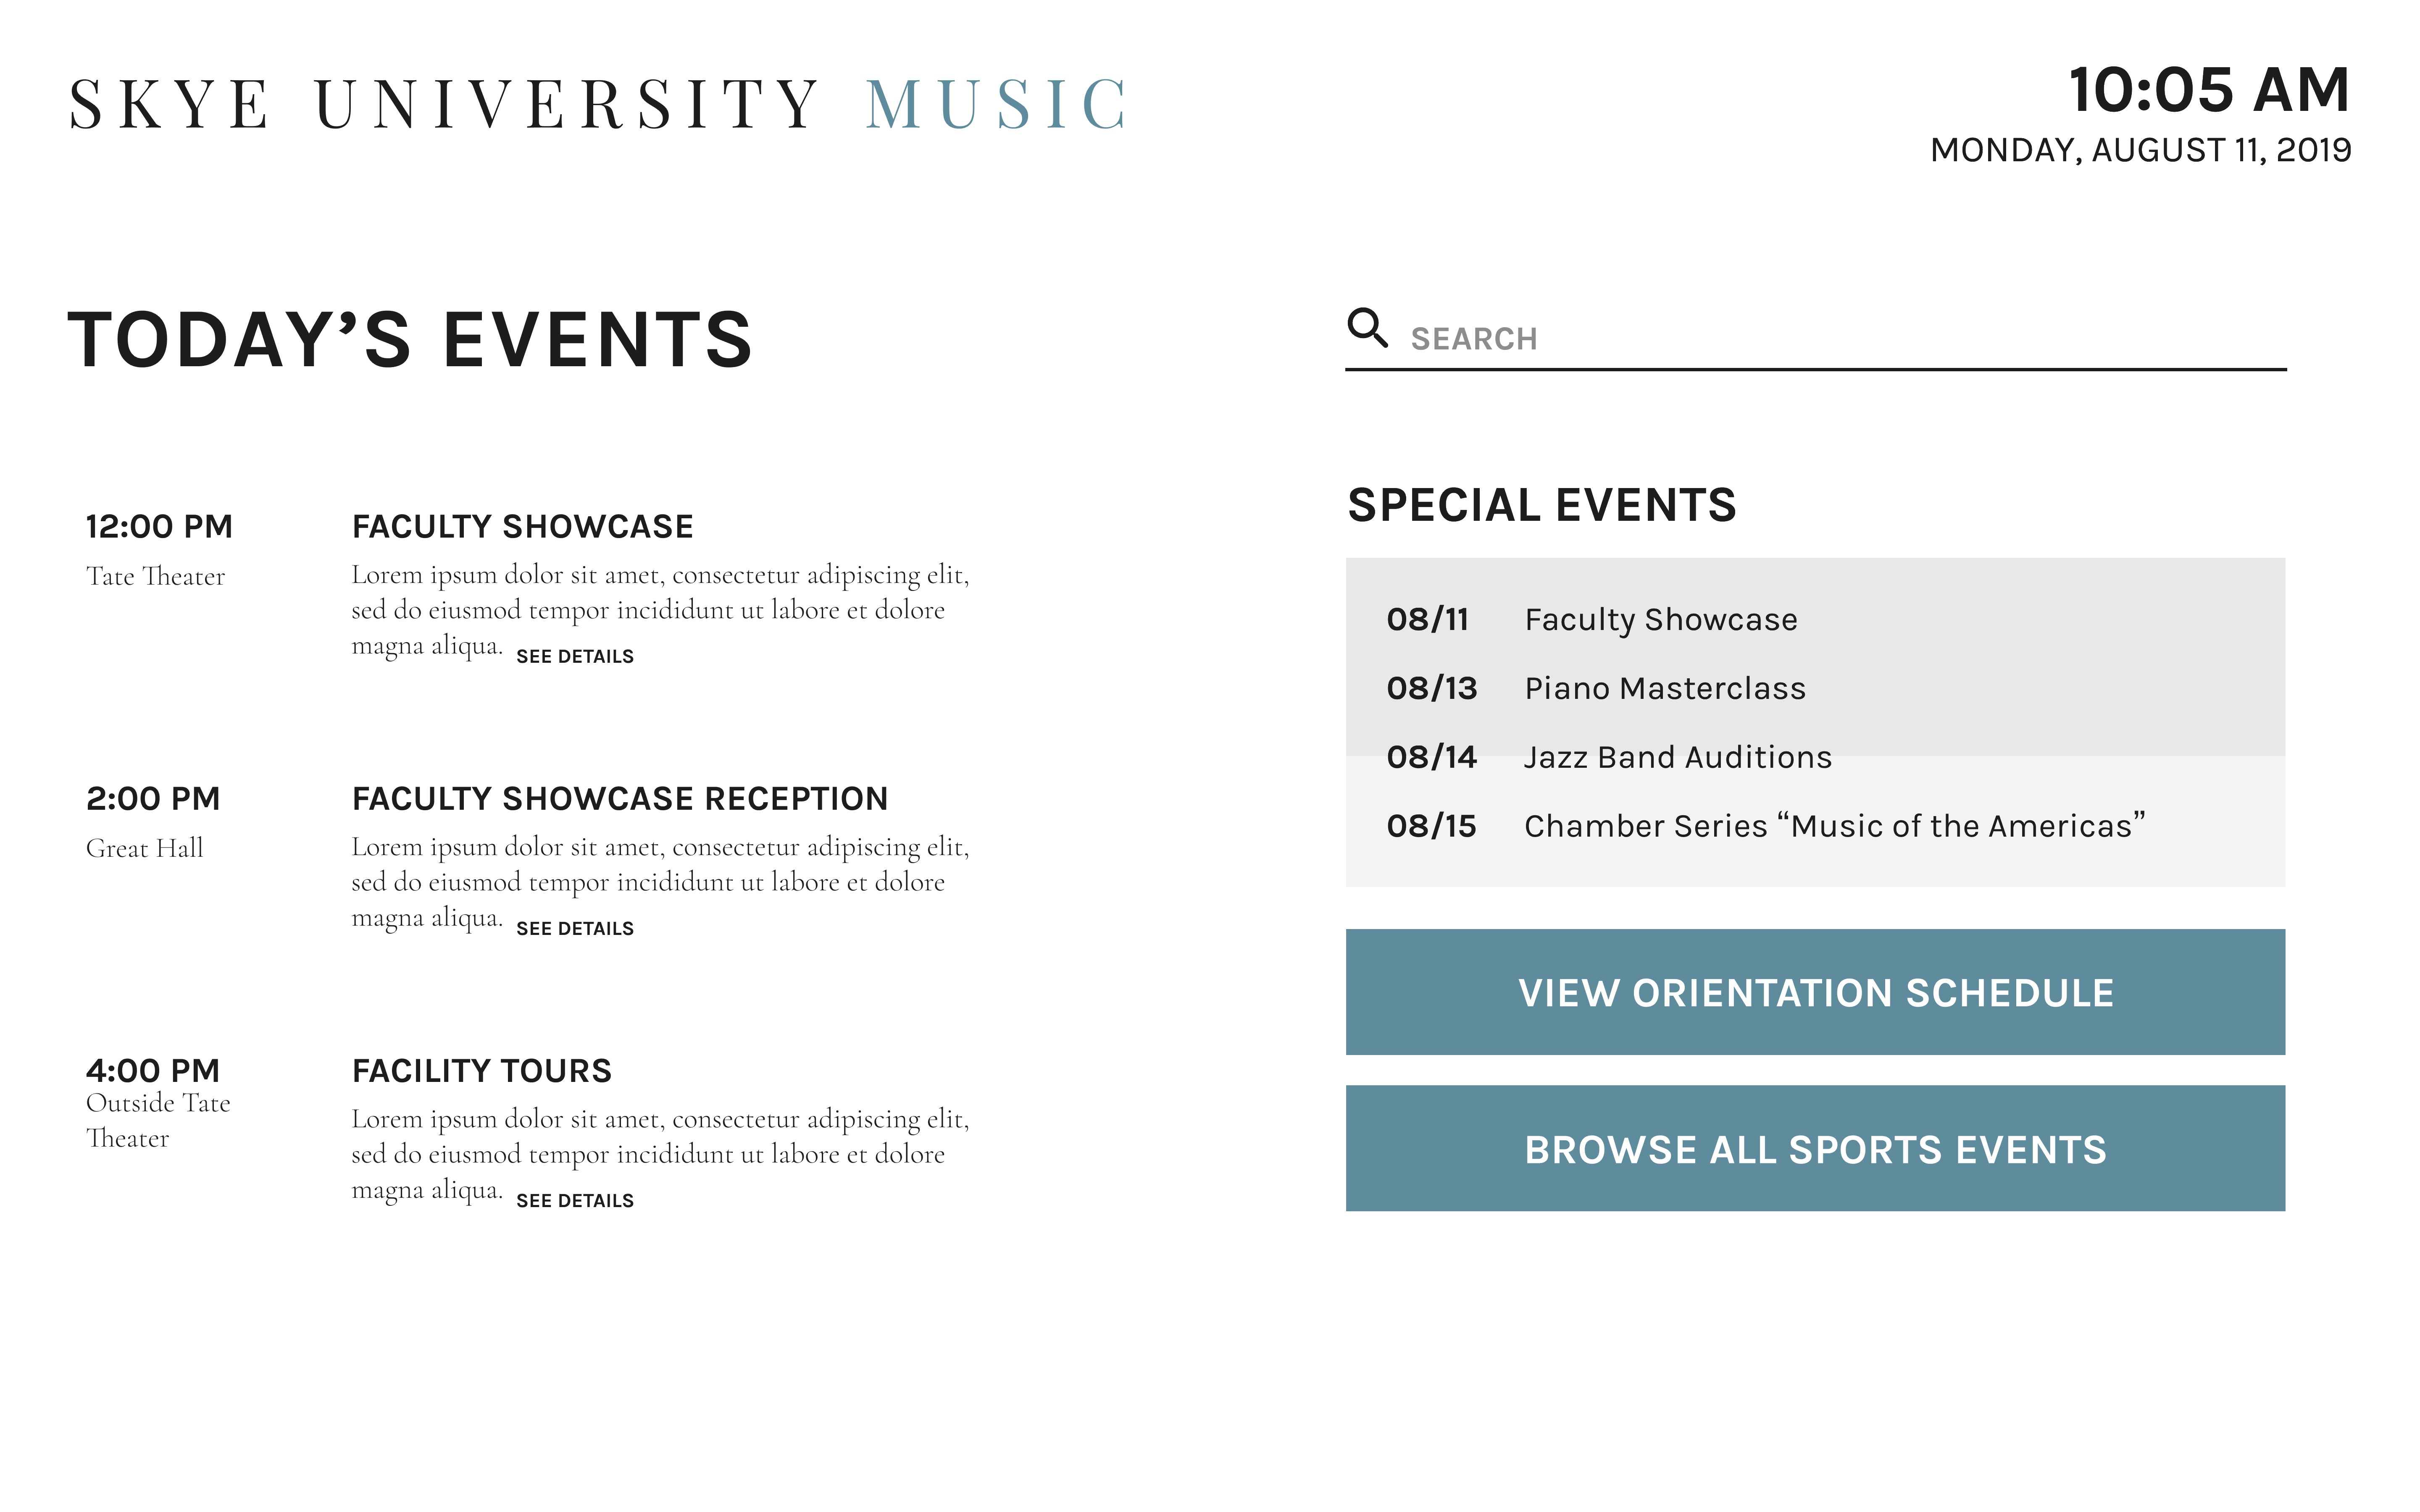 SKYE UNIVERSITY MUSIC
10:05 AM
MONDAY, AUGUST 11, 2019
TODAY’S EVENTS
12:00 PM
Tate Theater
FACULTY SHOWCASE
Lorem ipsum dolor sit amet, consectetur adipiscing elit,
sed do eiusmod tempor incididunt ut labore et dolore
magna aliqua. SEE DETAILS
2:00 PM
Great Hall
FACULTY SHOWCASE RECEPTION
Lorem ipsum dolor sit amet, consectetur adipiscing elit,
sed do eiusmod tempor incididunt ut labore et dolore
magna aliqua. SEE DETAILS
4:00 PM
Outside Tate
Theater
FACILITY TOURS
Lorem ipsum dolor sit amet, consectetur adipiscing elit,
sed do eiusmod tempor incididunt ut labore et dolore
magna aliqua. SEE DETAILS
SEARCH
SPECIAL EVENTS
08/11 Faculty Showcase
08/13 Piano Masterclass
08/14 Jazz Band Auditions
08/15 Chamber Series “Music of the Americas”
VIEW ORIENTATION SCHEDULE
BROWSE ALL SPORTS EVENTS